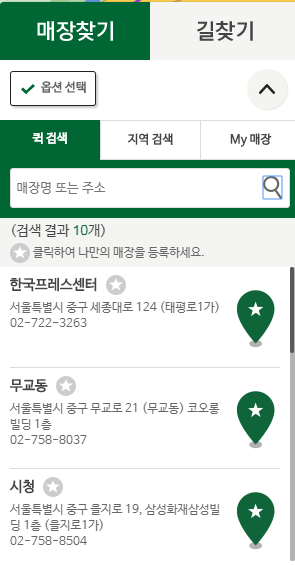 매장찾기 길찾기
옵션 선택
퀵 검색 지역 검색 My 매장
매장명 또는 주소
(검색 결과 10개)
클릭하여 나만의 매장을 등록하세요.
한국프레스센터
서울특별시 중구 세종대로 124 (태평로1가)
02-722-3263
무교동
서울특별시 중구 무교로 21 (무교동) 코오롱
빌딩 1층
02-758-8037
시청
서울특별시 중구 을지로 19, 삼성화재삼성빌
딩 1층 (을지로1가)
02-758-8504